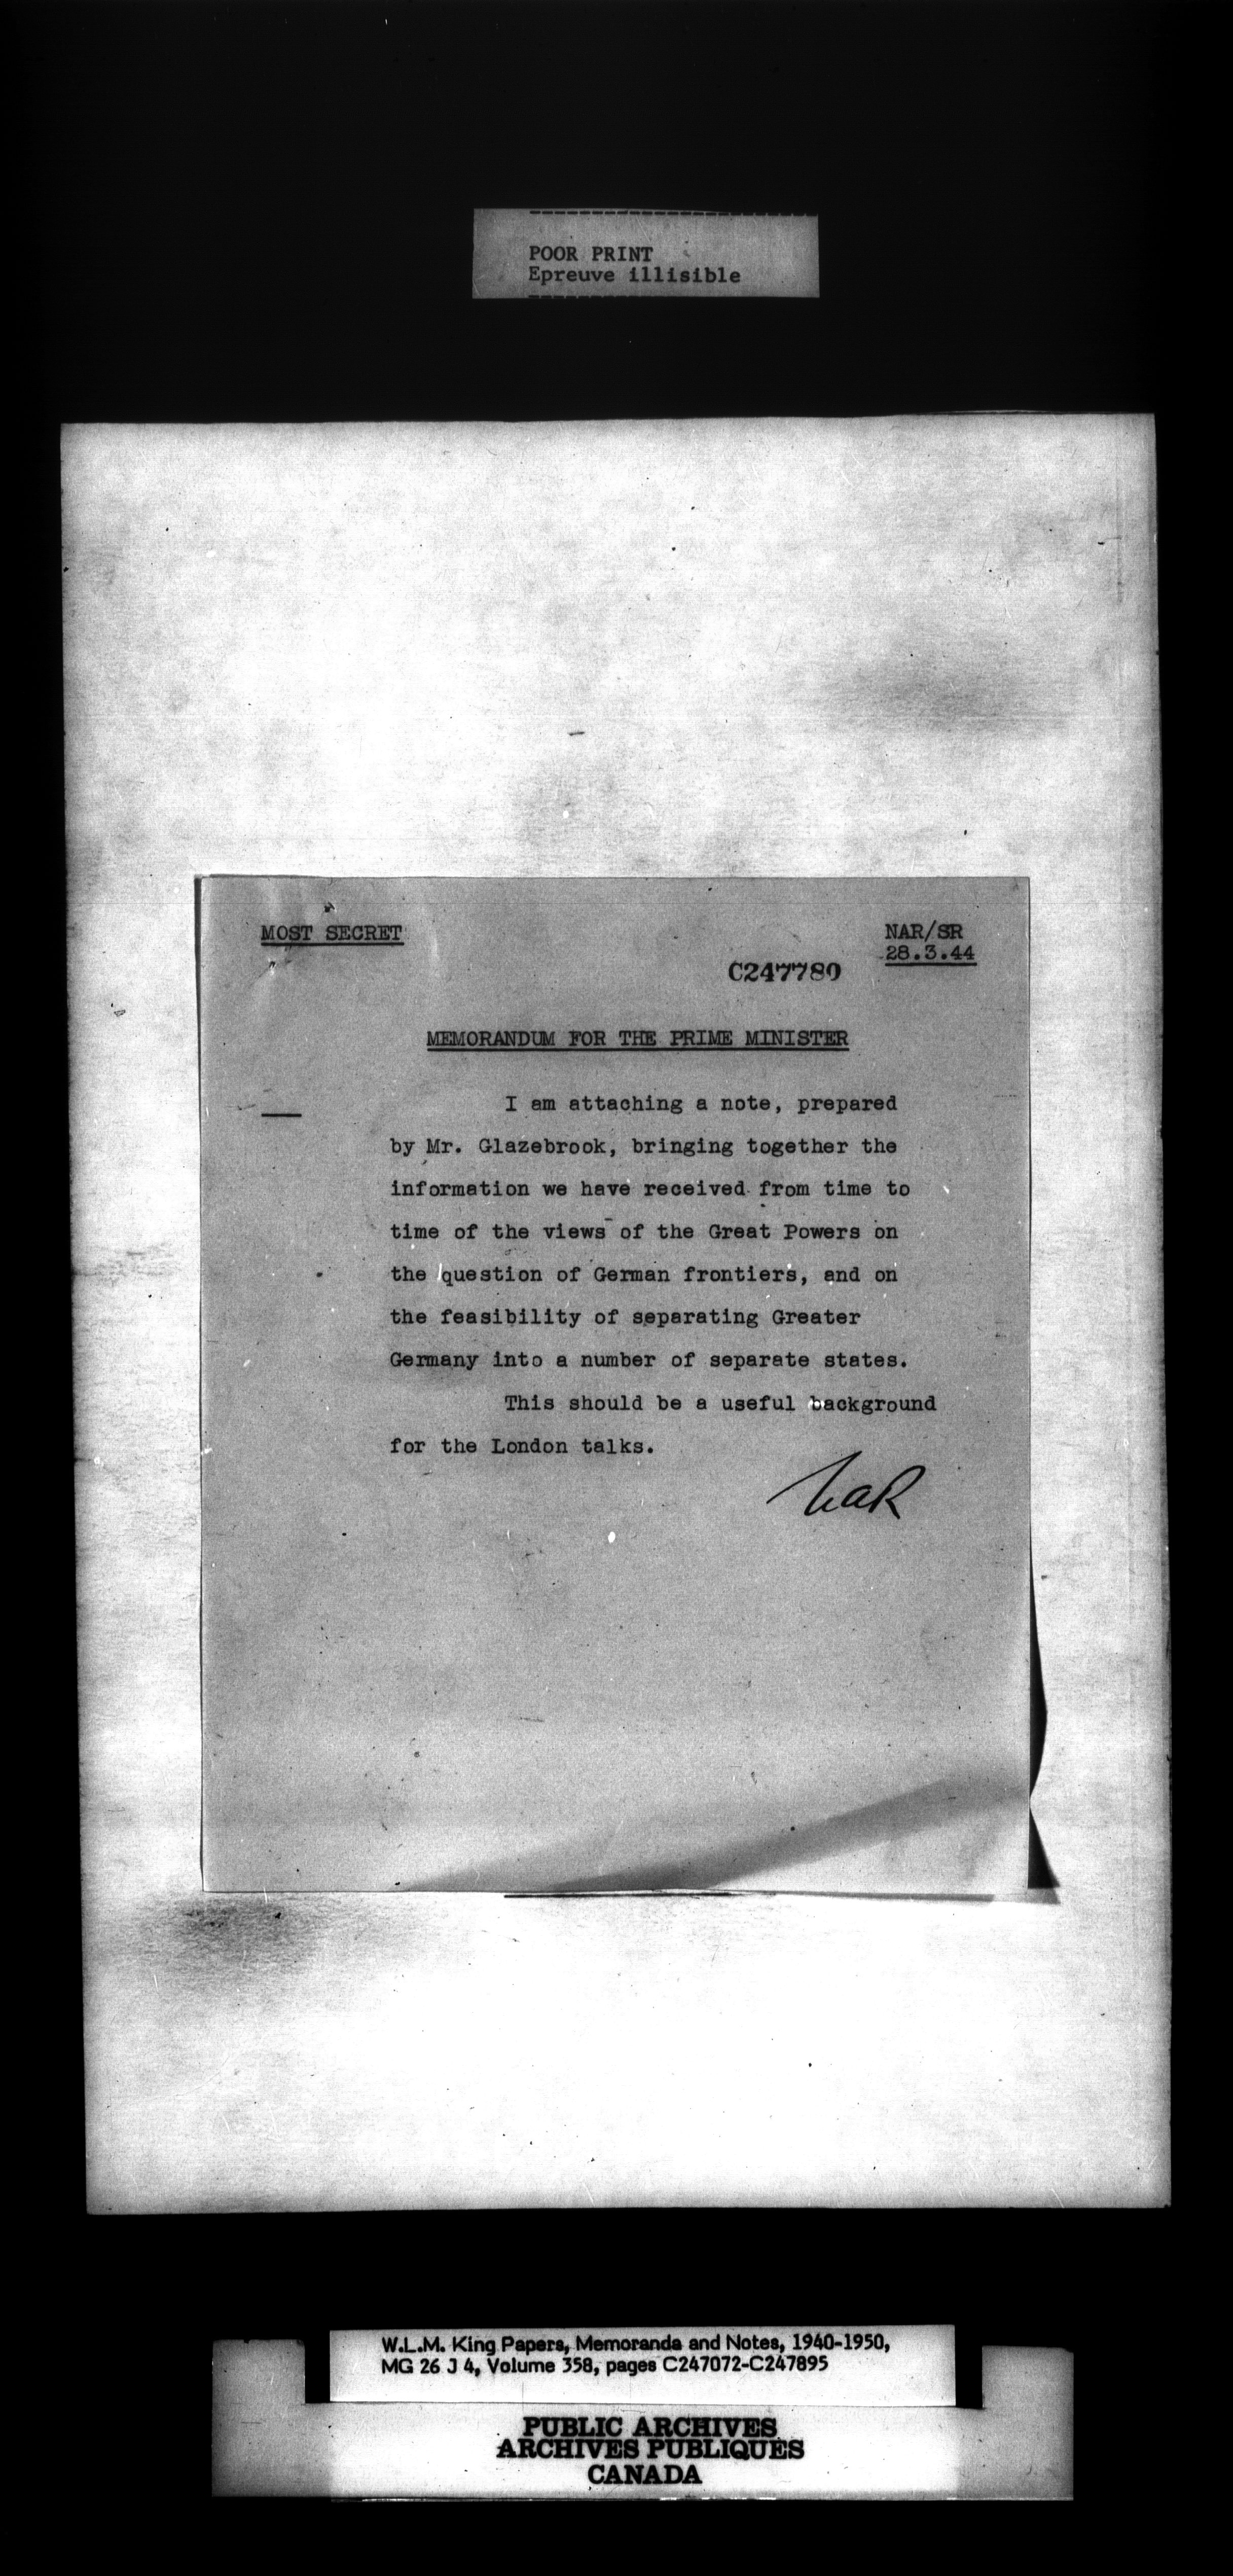 POOR PRINT
Epreuve illisible
MOST SECRET
NAR/SR
28.3.44
C247780
MEMORANDUM FOR THE PRIME MINISTER
I am attaching a note, prepared
by Mr. Glazebrook, bringing together the
information we have received from time to
time of the views of the Great Powers on
the question of German frontiers, and on
the feasibility of separating Greater
Germany into a number of separate states.
This should be a useful background
for the London talks.
NaR
W.L.M. King Papers, Memoranda and Notes, 1940-1950,
MG 26 J 4, Volume 358, pages C247072-C247895
PUBLIC ARCHIVES
ARCHIVES PUBLIQUES
CANADA